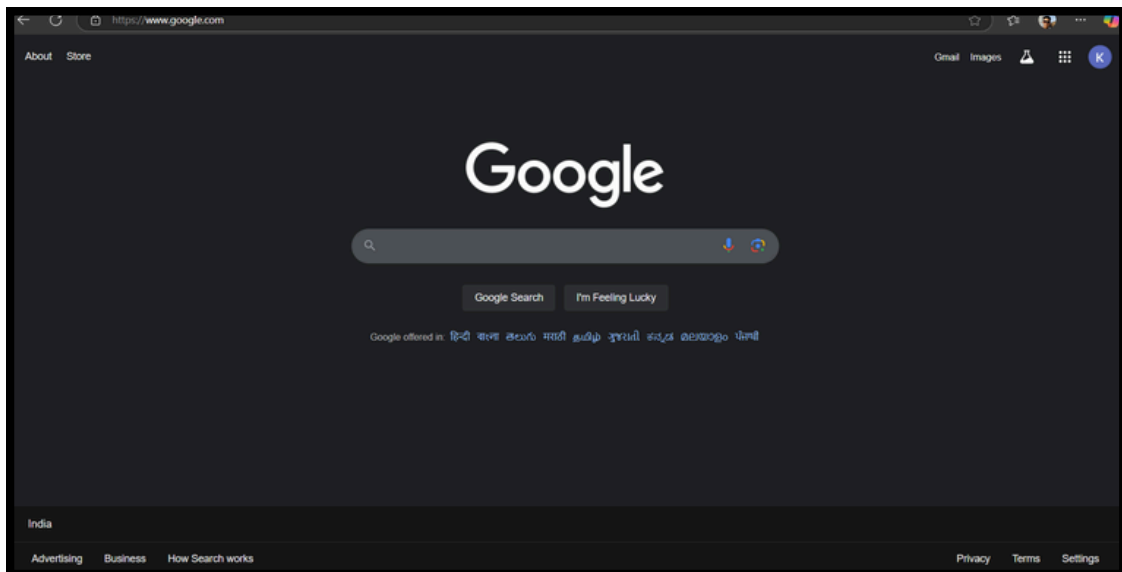 https://www.google.com
About Store Gmail Images K
Google
Google Search I'm Feeling Lucky
Google offered in: हिन्दी বাংলা తెలుగు मराठी தமிழ் ગુજરાતી ಕನ್ನಡ മലയാളം ਪੰਜਾਬੀ
India
Advertising Business How Search works Privacy Terms Settings